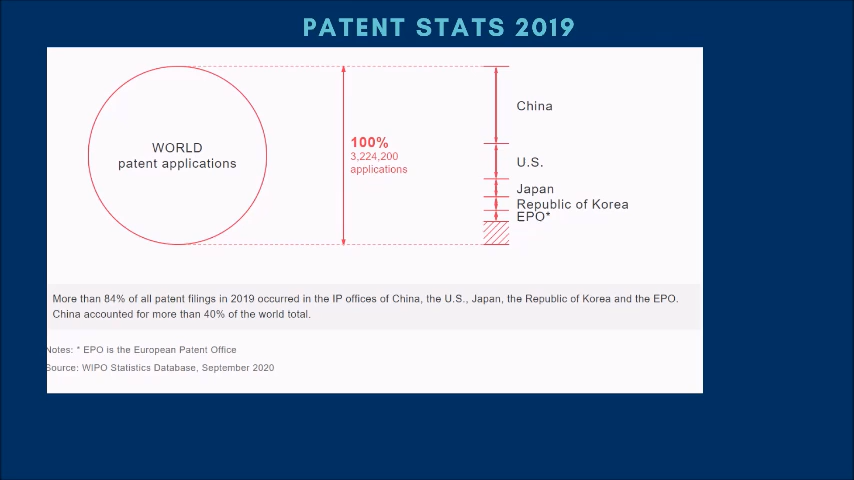 PATENT STATS 2019
WORLD
patent applications
100%
3,224,200
applications
China
U.S.
Japan
Republic of Korea
EPO*
More than 84% of all patent filings in 2019 occurred in the IP offices of China, the U.S., Japan, the Republic of Korea and the EPO.
China accounted for more than 40% of the world total.
Notes: * EPO is the European Patent Office
Source: WIPO Statistics Database, September 2020